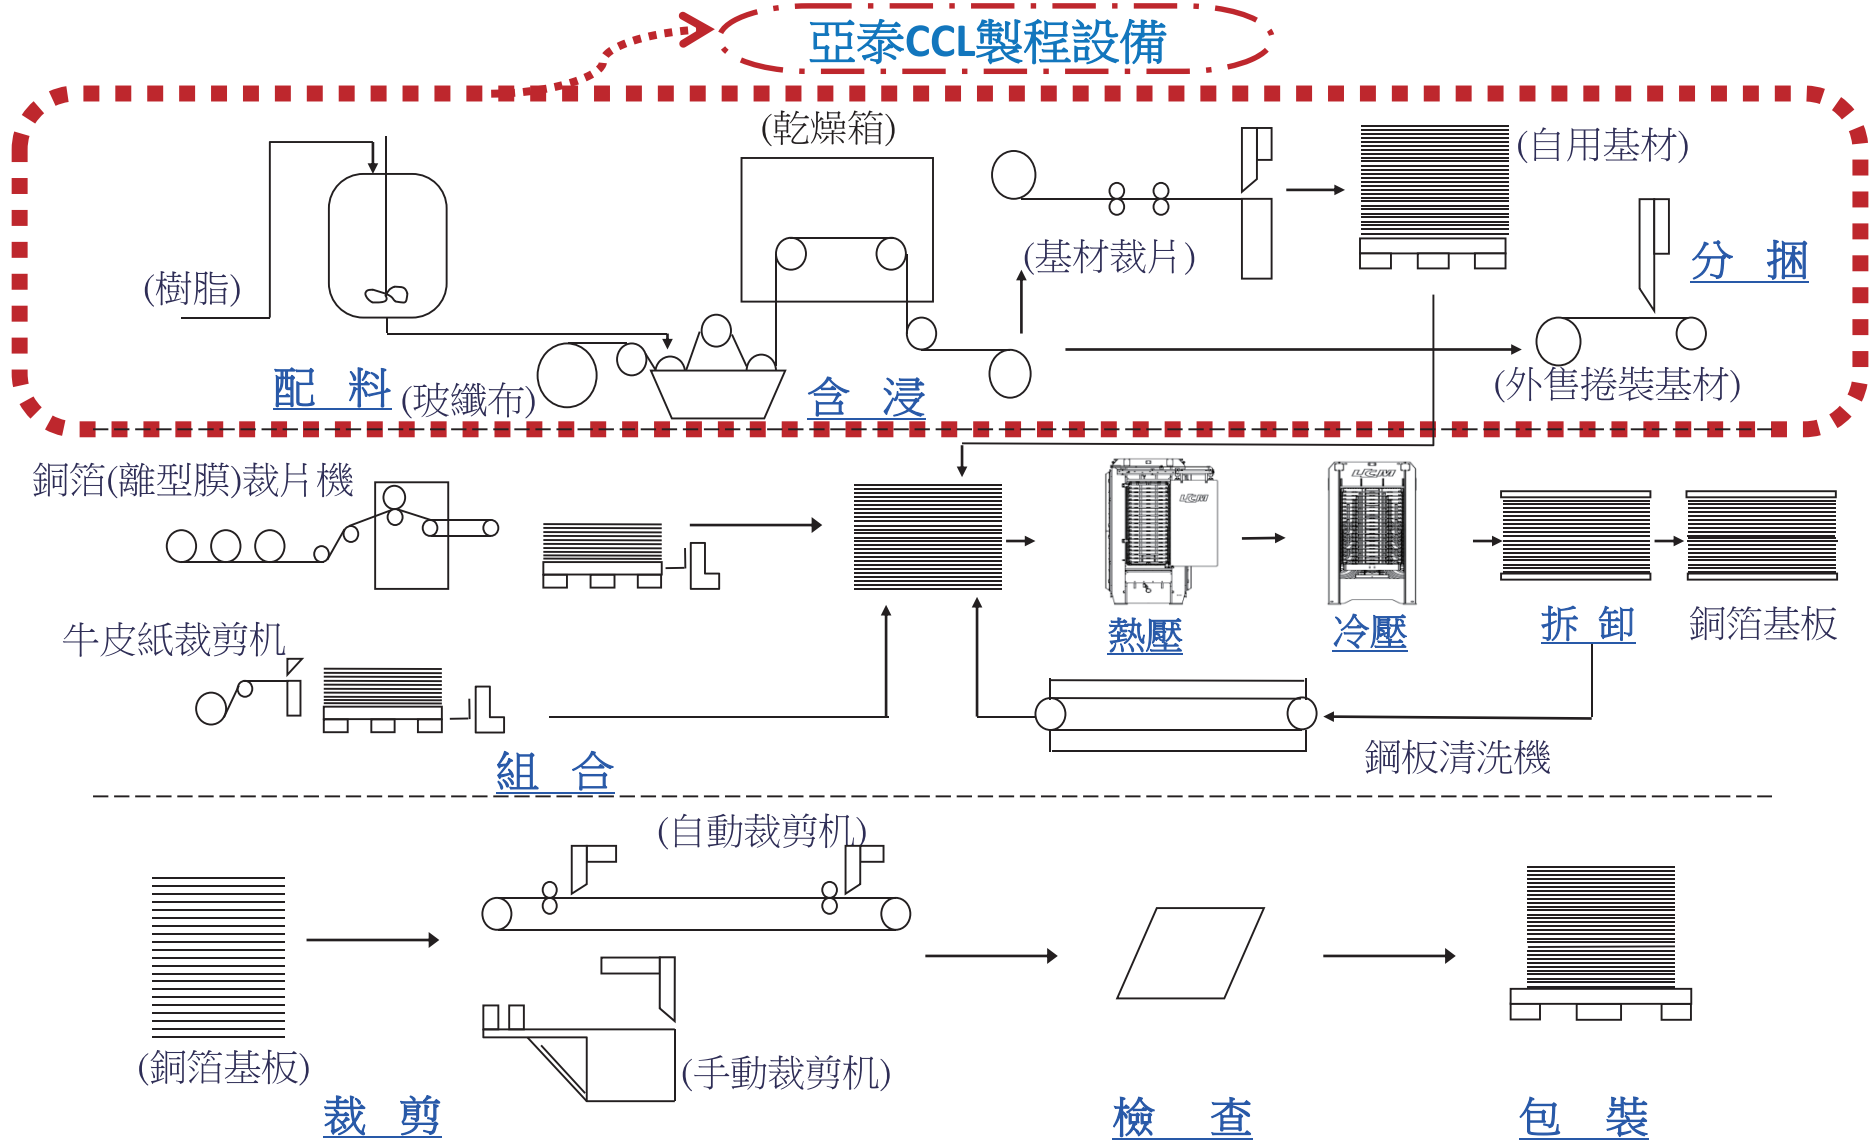 亞泰CCL製程設備
(乾燥箱)
(自用基材)
(樹脂)
(基材裁片)
分 捆
配 料
(玻纖布)
含 浸
(外售捲裝基材)
銅箔(離型膜)裁片機
LCM
LCM
牛皮紙裁剪机
熱壓
冷壓
拆 卸
銅箔基板
組 合
鋼板清洗機
(自動裁剪机)
(銅箔基板)
(手動裁剪机)
裁 剪
檢 查
包 裝